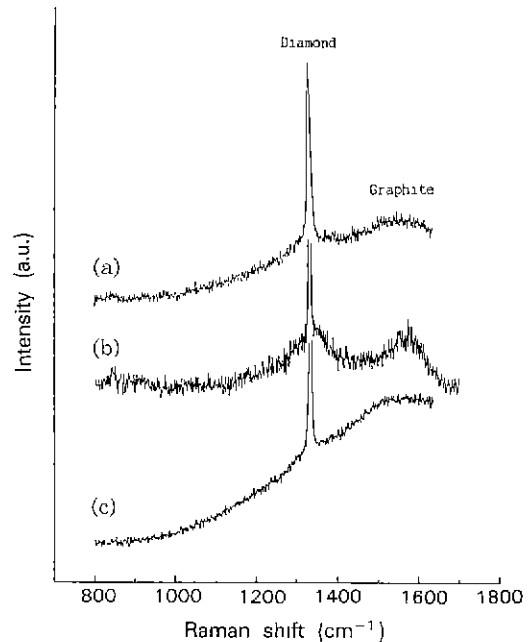 Diamond
Graphite
(a)
(b)
(c)
Intensity (a.u.)
800 1000 1200 1400 1600 1800
Raman shift (cm⁻¹)